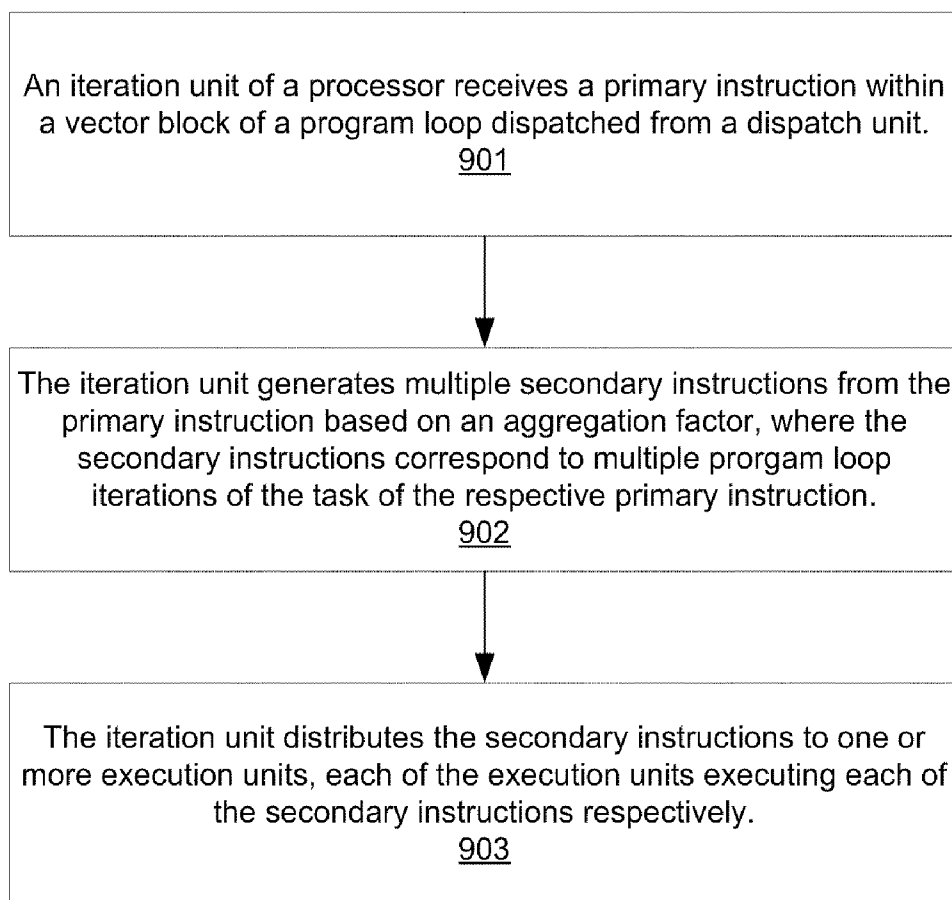 An iteration unit of a processor receives a primary instruction within
a vector block of a program loop dispatched from a dispatch unit.
901
The iteration unit generates multiple secondary instructions from the
primary instruction based on an aggregation factor, where the
secondary instructions correspond to multiple prorgam loop
iterations of the task of the respective primary instruction.
902
The iteration unit distributes the secondary instructions to one or
more execution units, each of the execution units executing each of
the secondary instructions respectively.
903